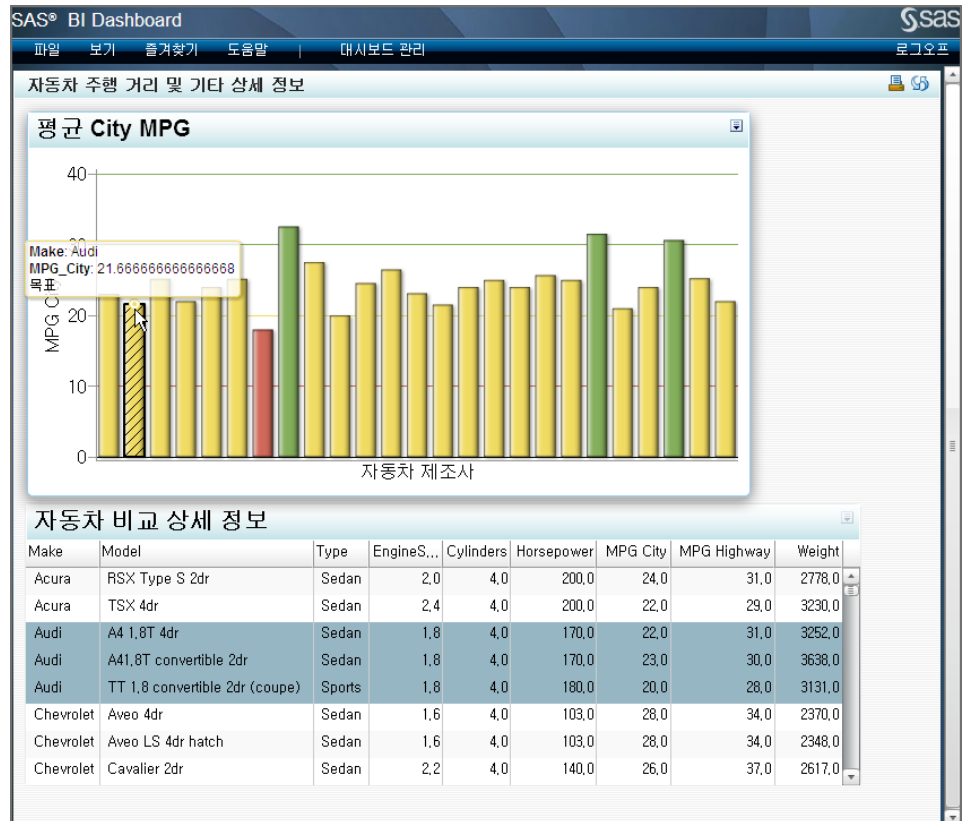 SAS® BI Dashboard
sas
파일 보기 즐겨찾기 도움말 | 대시보드 관리 로그오프
자동차 주행 거리 및 기타 상세 정보
평균 City MPG
40
Make: Audi
MPG_City: 21.666666666666668
목표:
20
10
0
자동차 제조사
자동차 비교 상세 정보
Make Model Type EngineS... Cylinders Horsepower MPG City MPG Highway Weight
Acura RSX Type S 2dr Sedan 2,0 4,0 200,0 24,0 31,0 2778,0
Acura TSX 4dr Sedan 2,4 4,0 200,0 22,0 29,0 3230,0
Audi A4 1,8T 4dr Sedan 1,8 4,0 170,0 22,0 31,0 3252,0
Audi A41,8T convertible 2dr Sedan 1,8 4,0 170,0 23,0 30,0 3638,0
Audi TT 1,8 convertible 2dr (coupe) Sports 1,8 4,0 180,0 20,0 28,0 3131,0
Chevrolet Aveo 4dr Sedan 1,6 4,0 103,0 28,0 34,0 2370,0
Chevrolet Aveo LS 4dr hatch Sedan 1,6 4,0 103,0 28,0 34,0 2348,0
Chevrolet Cavalier 2dr Sedan 2,2 4,0 140,0 26,0 37,0 2617,0